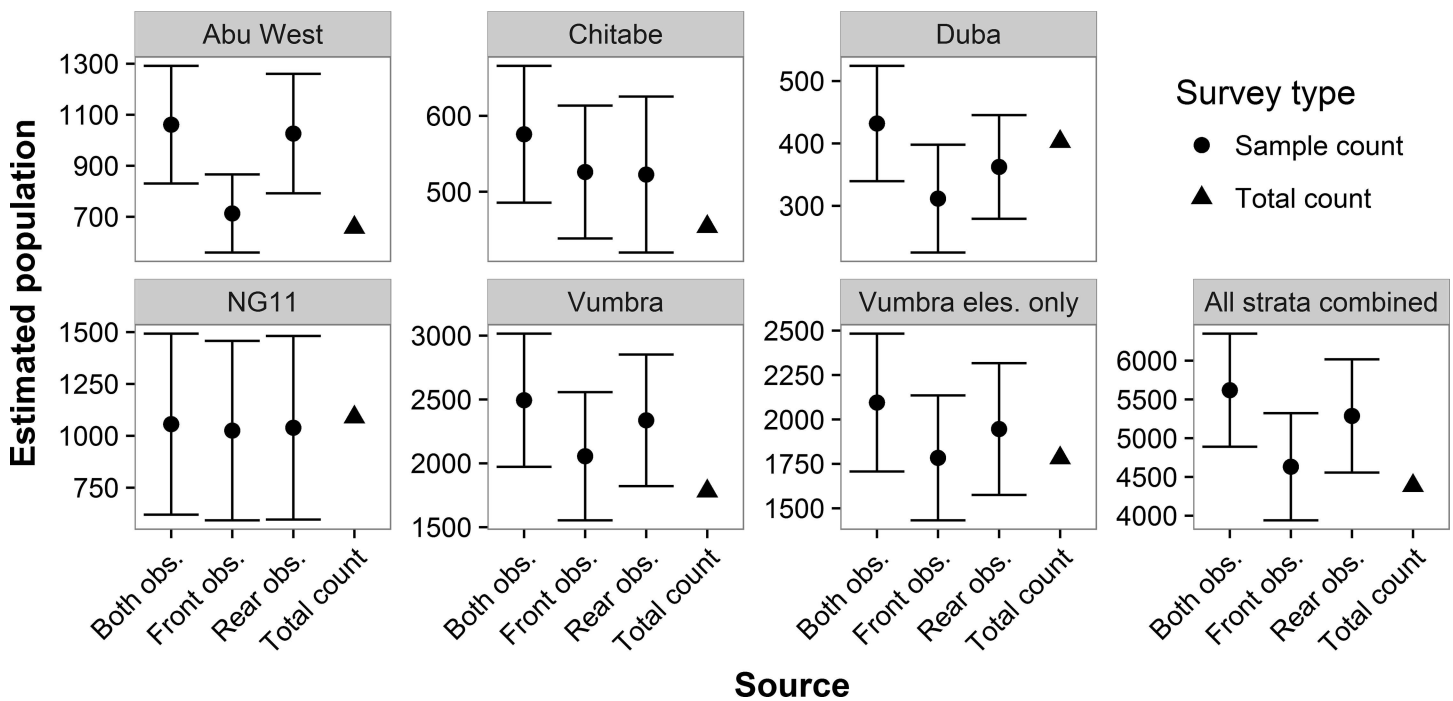 Abu West
Chitabe
Duba
1300
1100
900
700
600
500
500
400
300
Survey type
Sample count
Total count
Estimated population
NG11
Vumbra
Vumbra eles. only
All strata combined
1500
1250
1000
750
3000
2500
2000
1500
2500
2250
2000
1750
1500
6000
5500
5000
4500
4000
Both obs.
Front obs.
Rear obs.
Total count
Both obs.
Front obs.
Rear obs.
Total count
Both obs.
Front obs.
Rear obs.
Total count
Both obs.
Front obs.
Rear obs.
Total count
Source